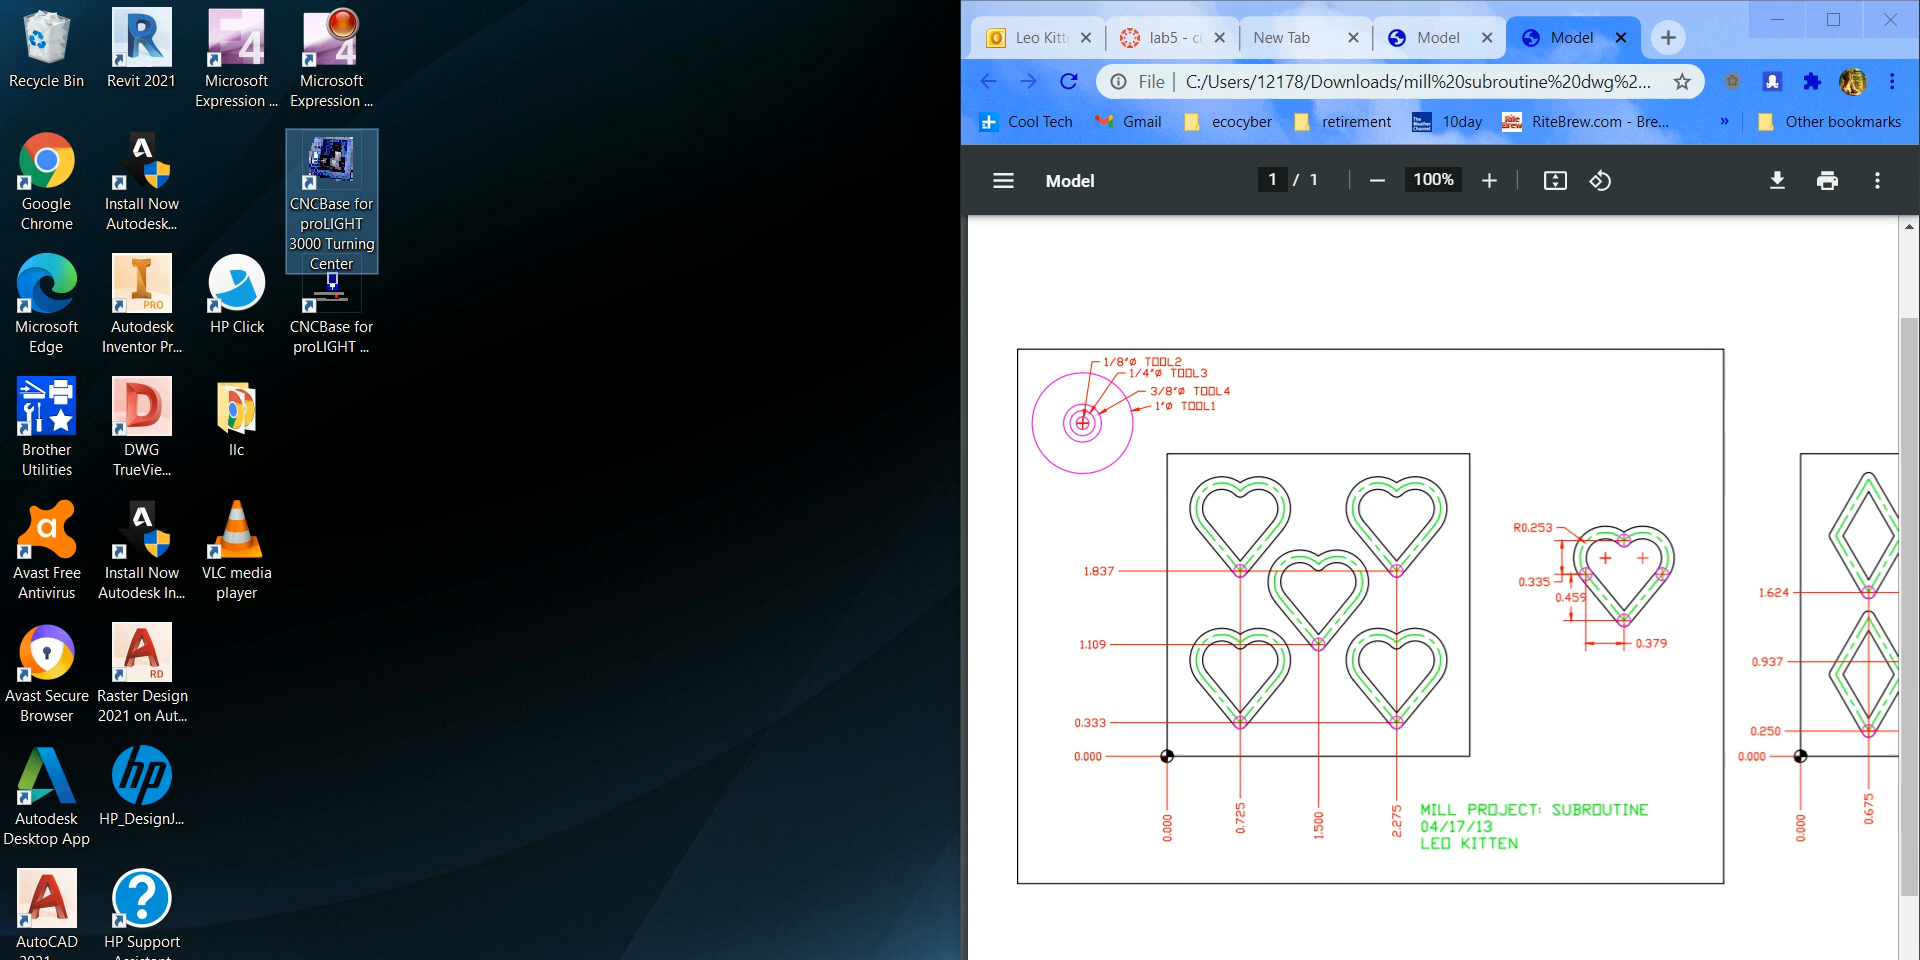 Recycle Bin
Revit 2021
Microsoft
Expression ...
Microsoft
Expression ...
Google
Chrome
Install Now
Autodesk...
CNCBase for
proLIGHT
3000 Turning
Center
Microsoft
Edge
Autodesk
Inventor Pr...
PRO
HP Click
CNCBase for
proLIGHT ...
Brother
Utilities
DWG
TrueVie...
llc
Avast Free
Antivirus
Install Now
Autodesk In...
VLC media
player
Avast Secure
Browser
RD
Raster Design
2021 on Aut...
Autodesk
Desktop App
HP_DesignJ...
AutoCAD
HP Support
Leo Kitt
lab5 - c
New Tab
Model
Model
File
C:/Users/12178/Downloads/mill%20subroutine%20dwg%2...
Cool Tech
Gmail
ecocyber
retirement
10day
RiteBrew.com - Bre...
»
Other bookmarks
Model
1 / 1
100%
1/8"Ø TOOL2
1/4"Ø TOOL3
3/8"Ø TOOL4
1"Ø TOOL1
1.837
1.109
0.333
0.000
0.000
0.725
1.500
2.275
R0.253
0.335
0.459
0.379
MILL PROJECT: SUBROUTINE
04/17/13
LEO KITTEN
1.624
0.937
0.250
0.000
0.000
0.675